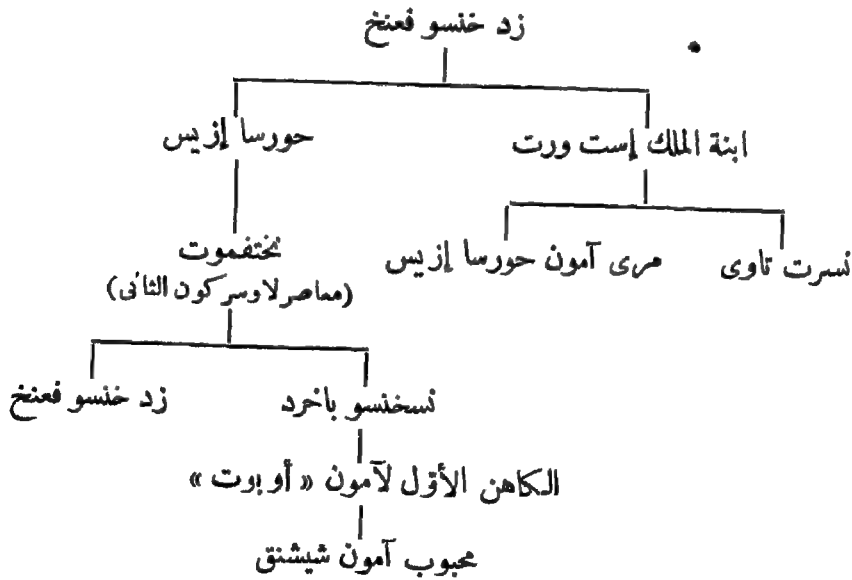 زد خنسو فعنخ
ابنة الملك إست ورت
حورسا إزيس
نسرت تاوى
مرى آمون حورسا إزيس
نختفموت
(معاصر لاوسركون الثانى)
نسخنسو باخرد
زد خنسو فعنخ
الكاهن الأول لآمون « أوبوت »
محبوب آمون شيشنق